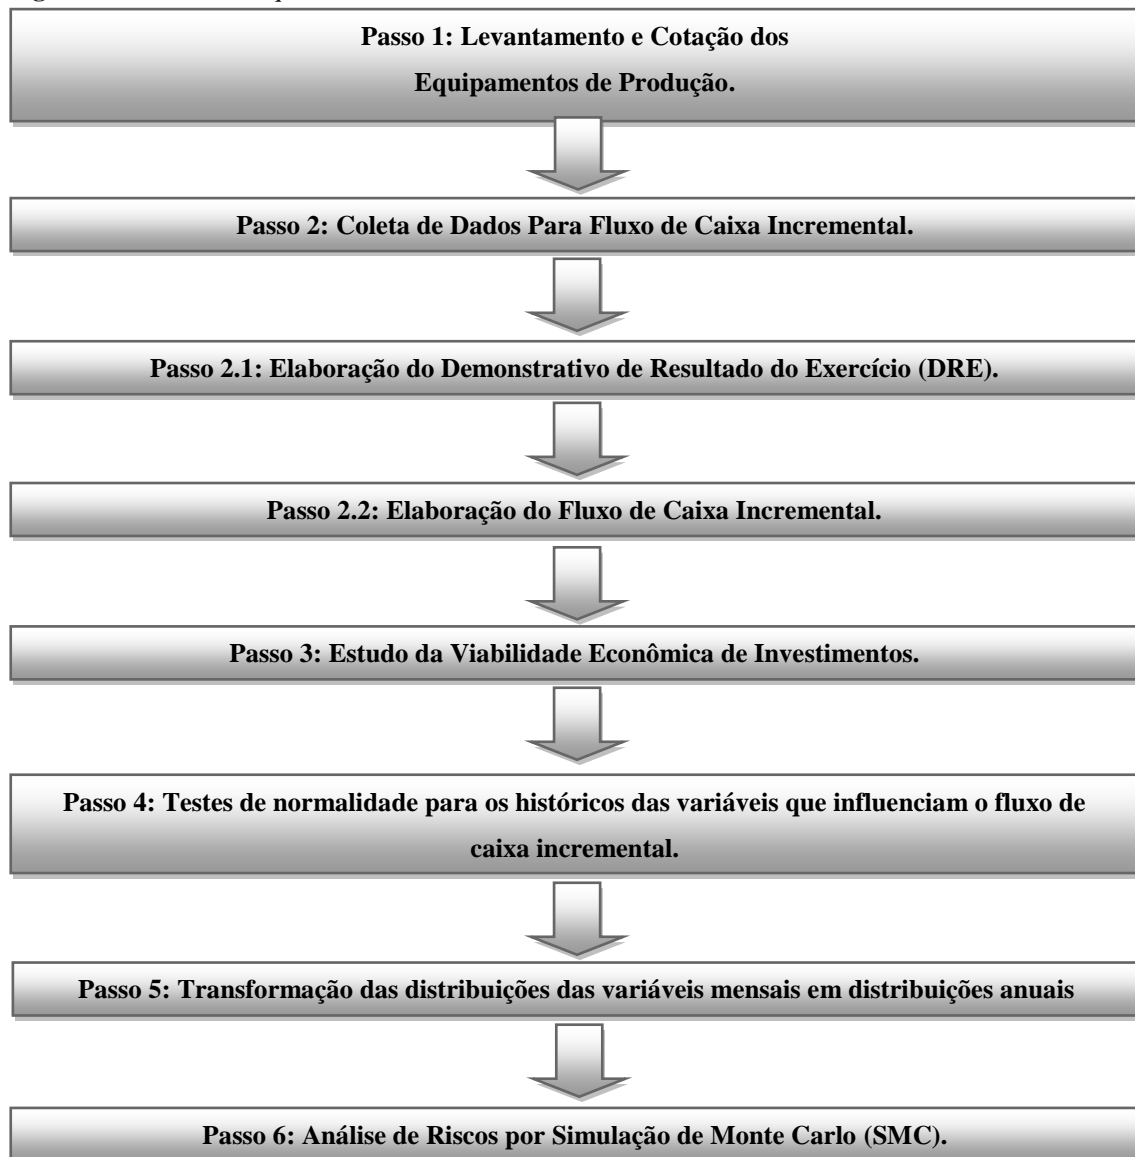 Passo 1: Levantamento e Cotação dos
Equipamentos de Produção.
Passo 2: Coleta de Dados Para Fluxo de Caixa Incremental.
Passo 2.1: Elaboração do Demonstrativo de Resultado do Exercício (DRE).
Passo 2.2: Elaboração do Fluxo de Caixa Incremental.
Passo 3: Estudo da Viabilidade Econômica de Investimentos.
Passo 4: Testes de normalidade para os históricos das variáveis que influenciam o fluxo de
caixa incremental.
Passo 5: Transformação das distribuições das variáveis mensais em distribuições anuais
Passo 6: Análise de Riscos por Simulação de Monte Carlo (SMC).